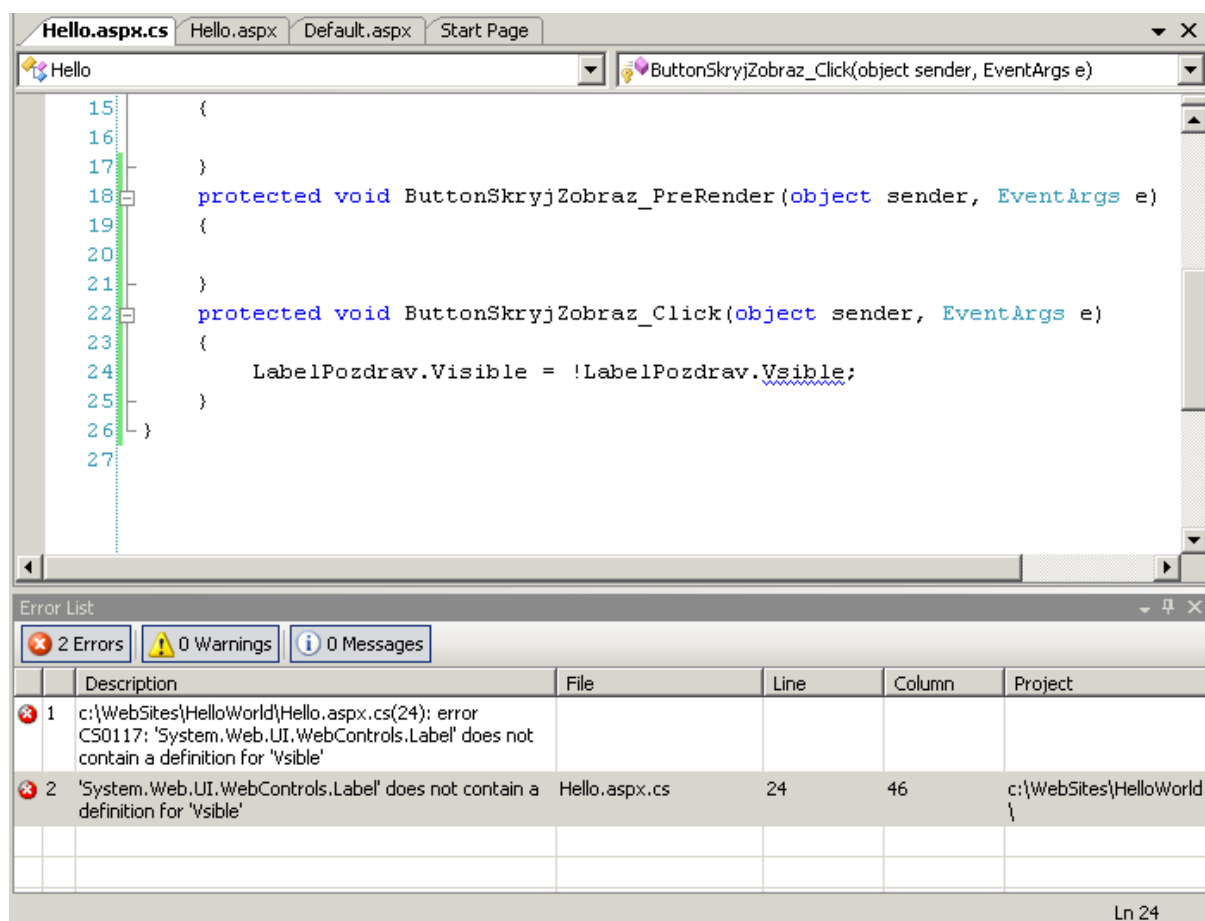 Hello.aspx.cs Hello.aspx Default.aspx Start Page
Hello ButtonSkryjZobraz_Click(object sender, EventArgs e)
15 {
16
17 }
18 protected void ButtonSkryjZobraz_PreRender(object sender, EventArgs e)
19 {
20
21 }
22 protected void ButtonSkryjZobraz_Click(object sender, EventArgs e)
23 {
24 LabelPozdrav.Visible = !LabelPozdrav.Vsible;
25 }
26 }
27
Error List
2 Errors 0 Warnings 0 Messages
Description File Line Column Project
1 c:\WebSites\HelloWorld\Hello.aspx.cs(24): error
CS0117: 'System.Web.UI.WebControls.Label' does not
contain a definition for 'Vsible'
2 'System.Web.UI.WebControls.Label' does not contain a Hello.aspx.cs 24 46 c:\WebSites\HelloWorld
definition for 'Vsible' \
Ln 24